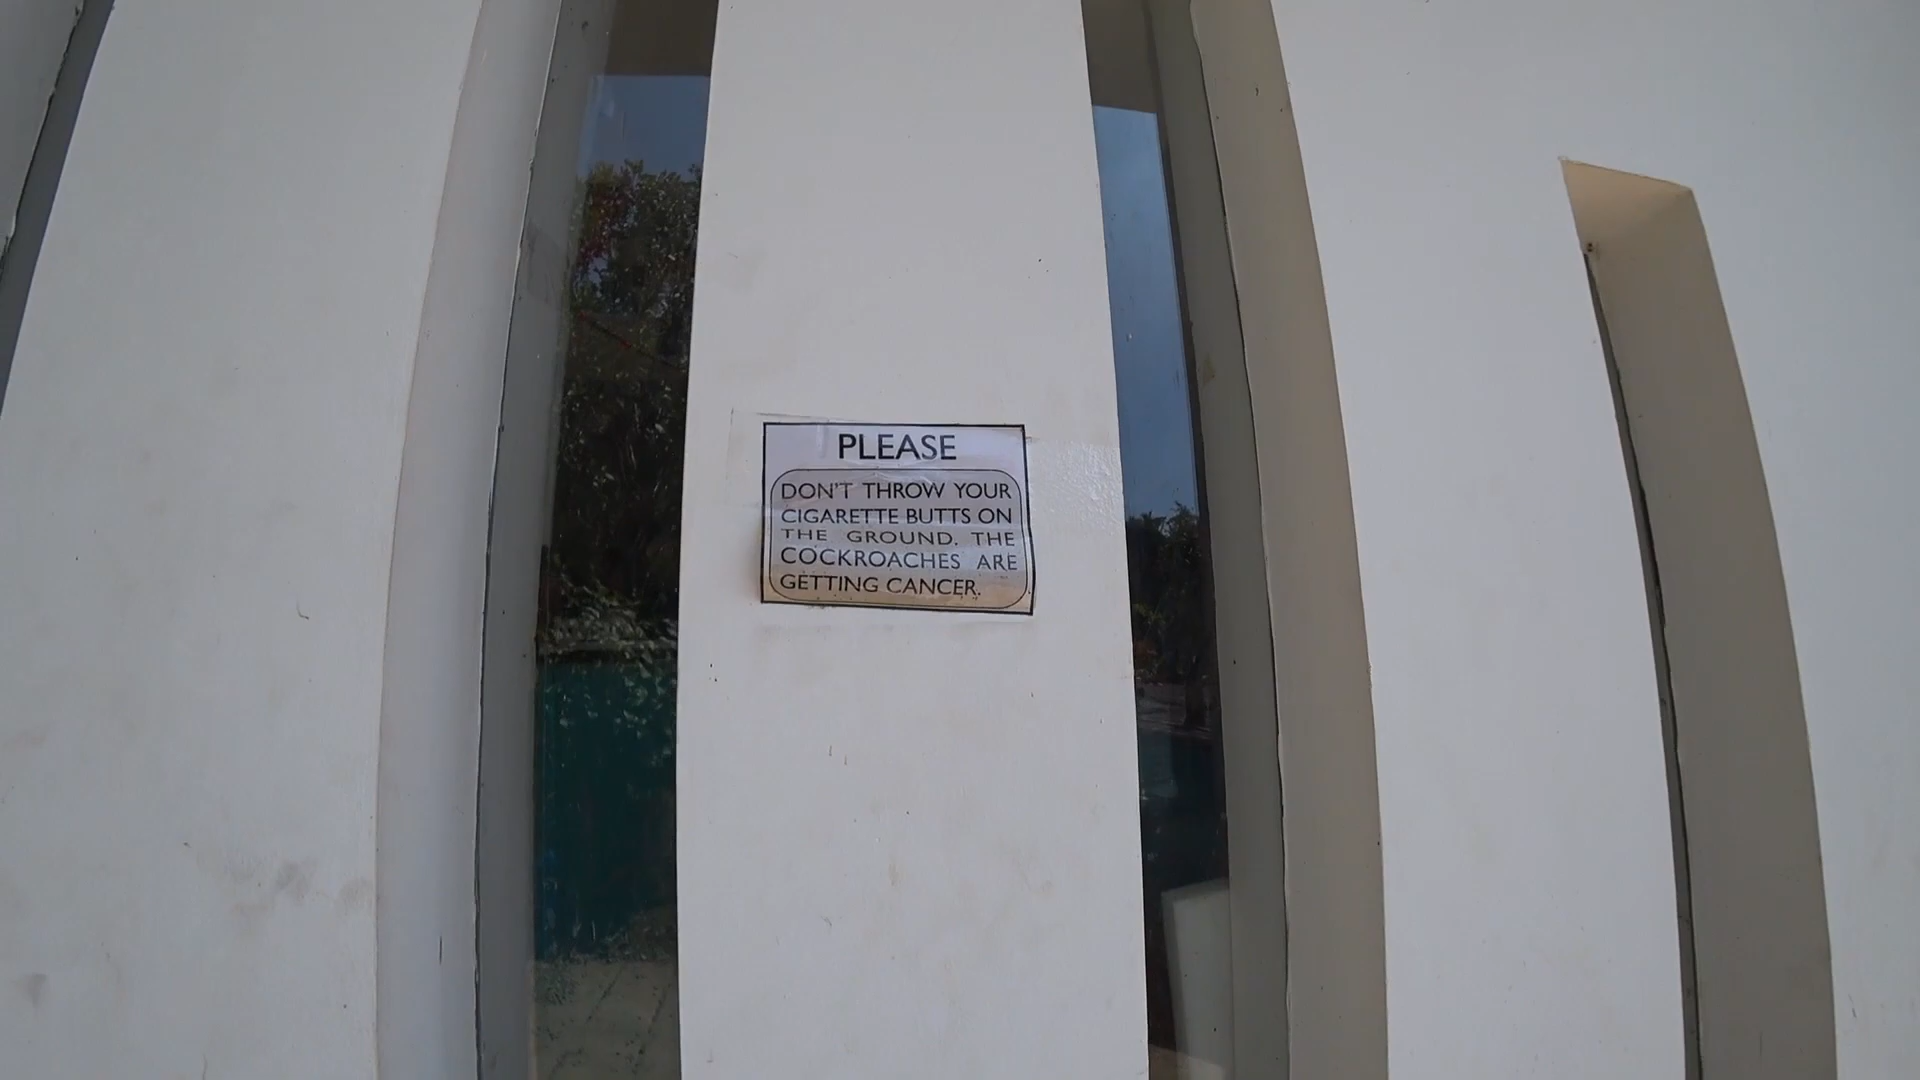 PLEASE
DON'T THROW YOUR
CIGARETTE BUTTS ON
THE GROUND. THE
COCKROACHES ARE
GETTING CANCER.